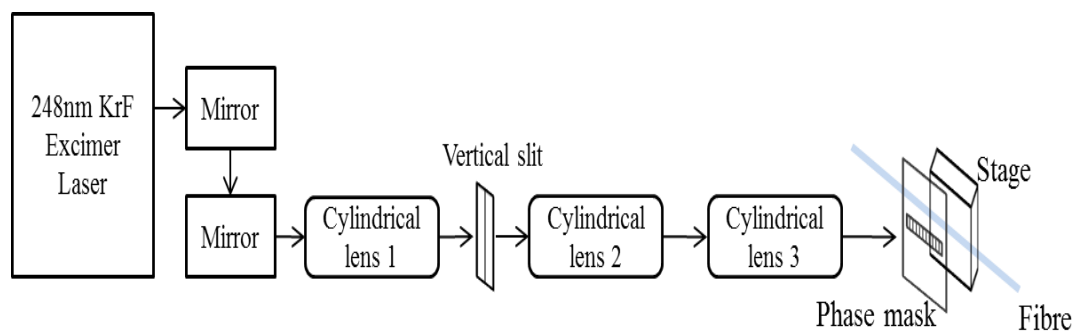 248nm KrF
Excimer
Laser
Mirror
Mirror
Cylindrical
lens 1
Vertical slit
Cylindrical
lens 2
Cylindrical
lens 3
Stage
Phase mask
Fibre